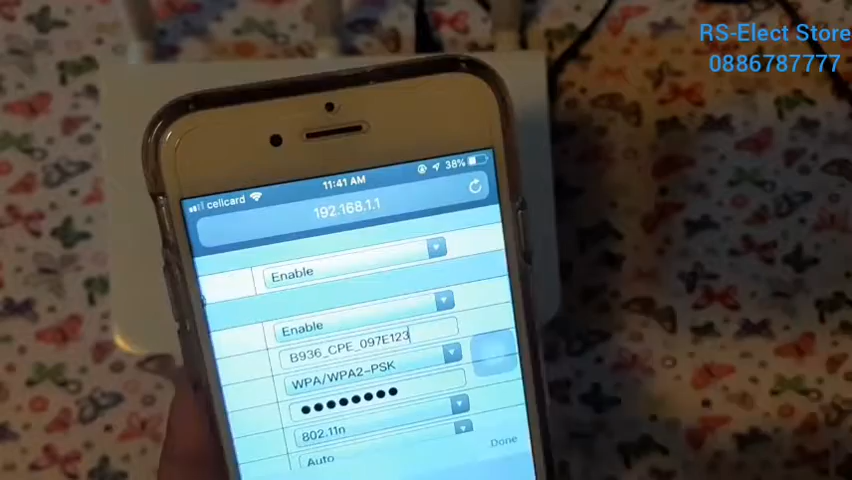 RS-Elect Store
0886787777
cellcard 11:41 AM 38%
192.168.1.1
Enable
Enable
B936_CPE_097E123
WPA/WPA2-PSK
●●●●●●●●
802.11n
Auto
Done